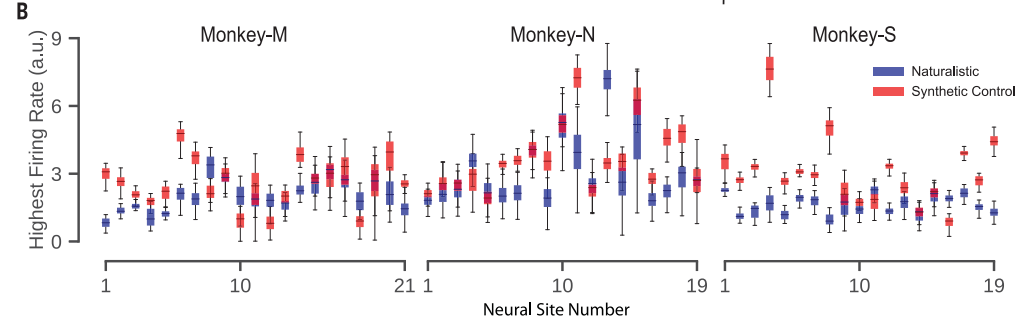 B
Monkey-M Monkey-N Monkey-S
Highest Firing Rate (a.u.)
9
6
3
0
Naturalistic
Synthetic Control
1 10 21 1 10 19 1 10 19
Neural Site Number